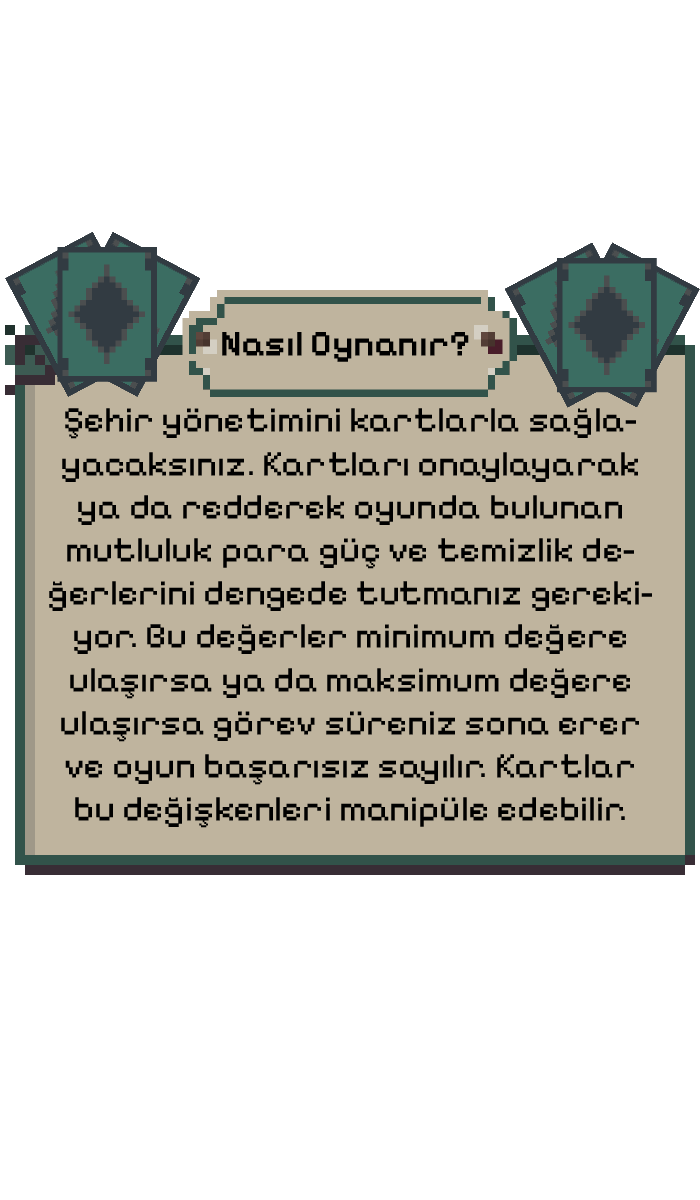 Nasıl Oynanır?
Şehir yönetimini kartlarla sağla-
yacaksınız. Kartları onaylayarak
ya da redderek oyunda bulunan
mutluluk para güç ve temizlik de-
ğerlerini dengede tutmanız gereki-
yor. Bu değerler minimum değere
ulaşırsa ya da maksimum değere
ulaşırsa görev süreniz sona erer
ve oyun başarısız sayılır. Kartlar
bu değişkenleri manipüle edebilir.